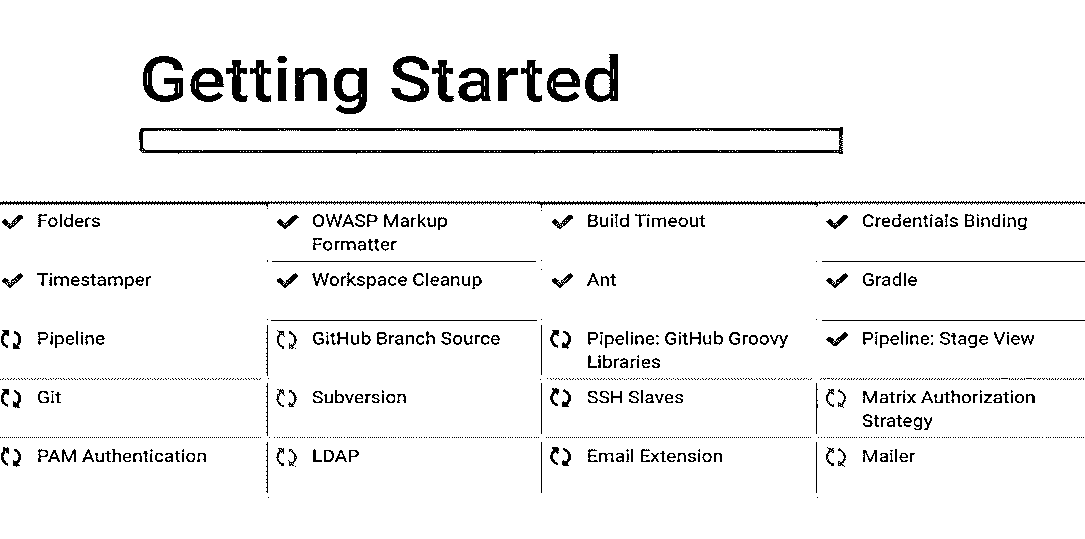 Getting Started
Folders
OWASP Markup
Formatter
Build Timeout
Credentials Binding
Timestamper
Workspace Cleanup
Ant
Gradle
Pipeline
GitHub Branch Source
Pipeline: GitHub Groovy
Libraries
Pipeline: Stage View
Git
Subversion
SSH Slaves
Matrix Authorization
Strategy
PAM Authentication
LDAP
Email Extension
Mailer